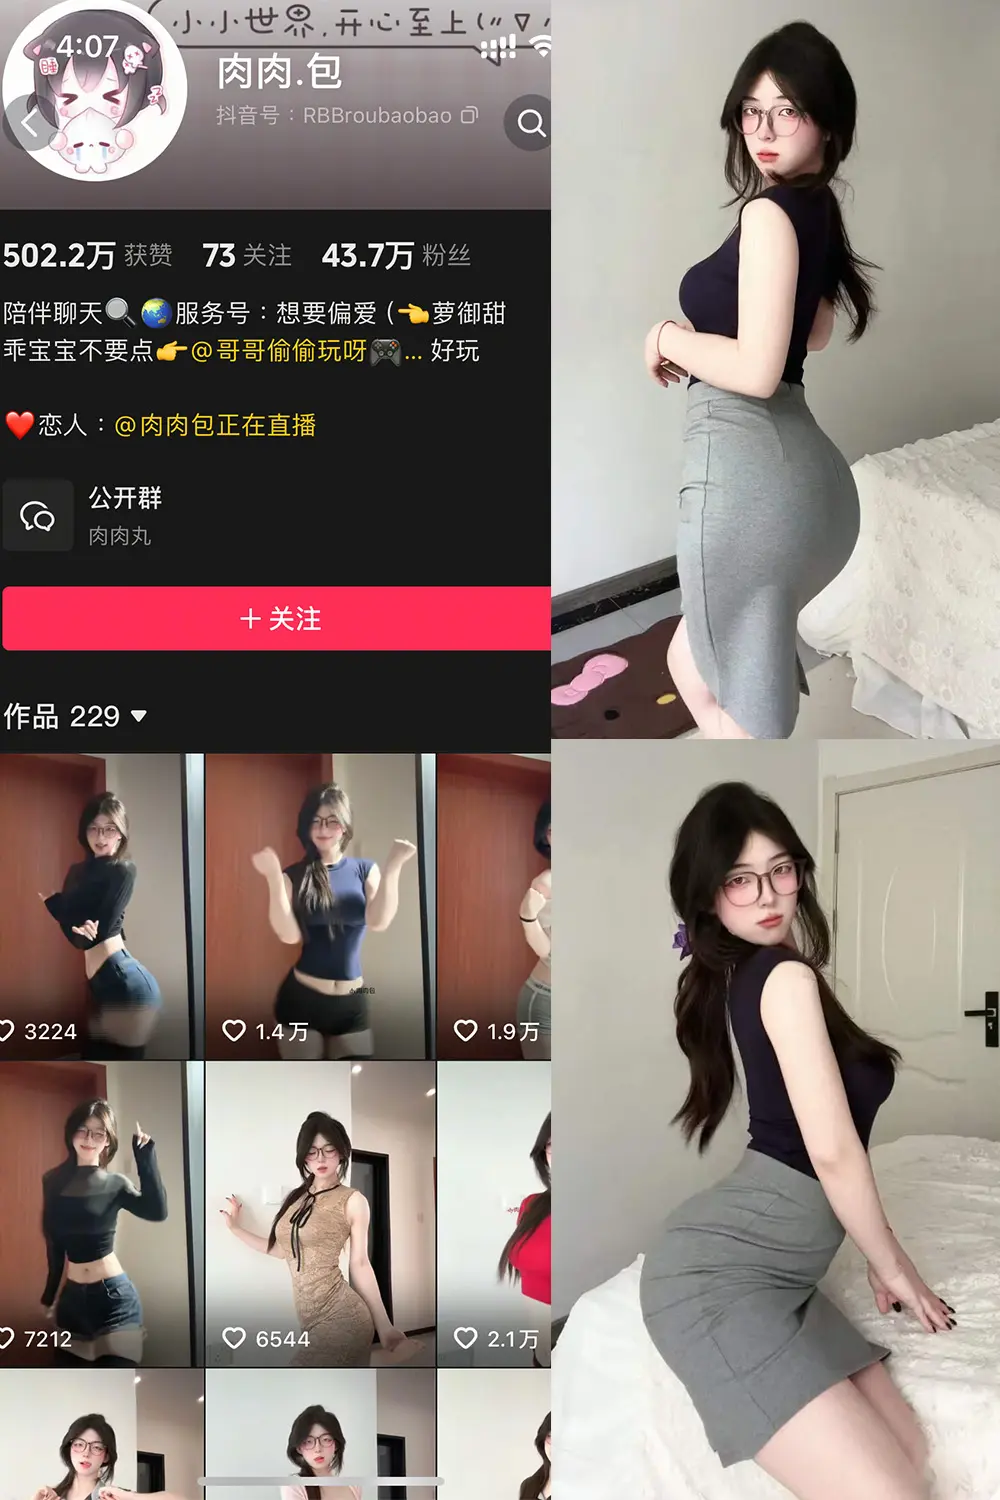 小小世界,开心至上(〃∇〃
4:07
睡
肉肉.包
抖音号：RBBroubaobao
502.2万 获赞 73 关注 43.7万 粉丝
陪伴聊天🔍🌏服务号：想要偏爱 (👈萝御甜
乖宝宝不要点👉@哥哥偷偷玩呀🎮... 好玩
❤️恋人：@肉肉包正在直播
公开群
肉肉丸
+ 关注
作品 229
3224 1.4万 1.9万
7212 6544 2.1万